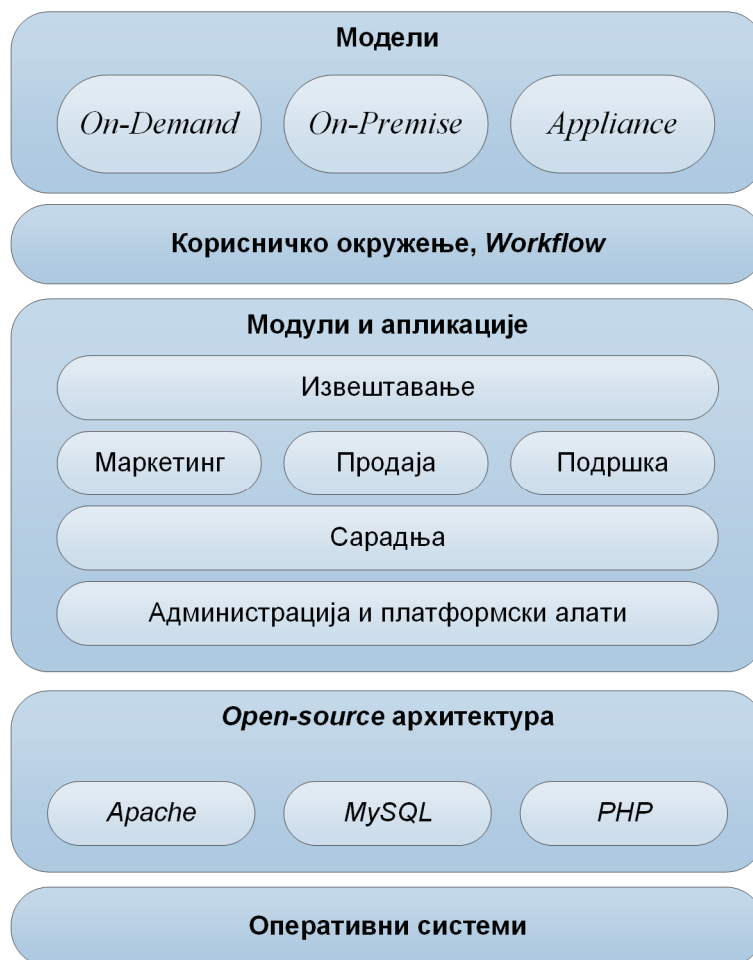 Модели
On-Demand On-Premise Appliance
Корисничко окружење, Workflow
Модули и апликације
Извештавање
Маркетинг Продаја Подршка
Сарадња
Администрација и платформски алати
Open-source архитектура
Apache MySQL PHP
Оперативни системи